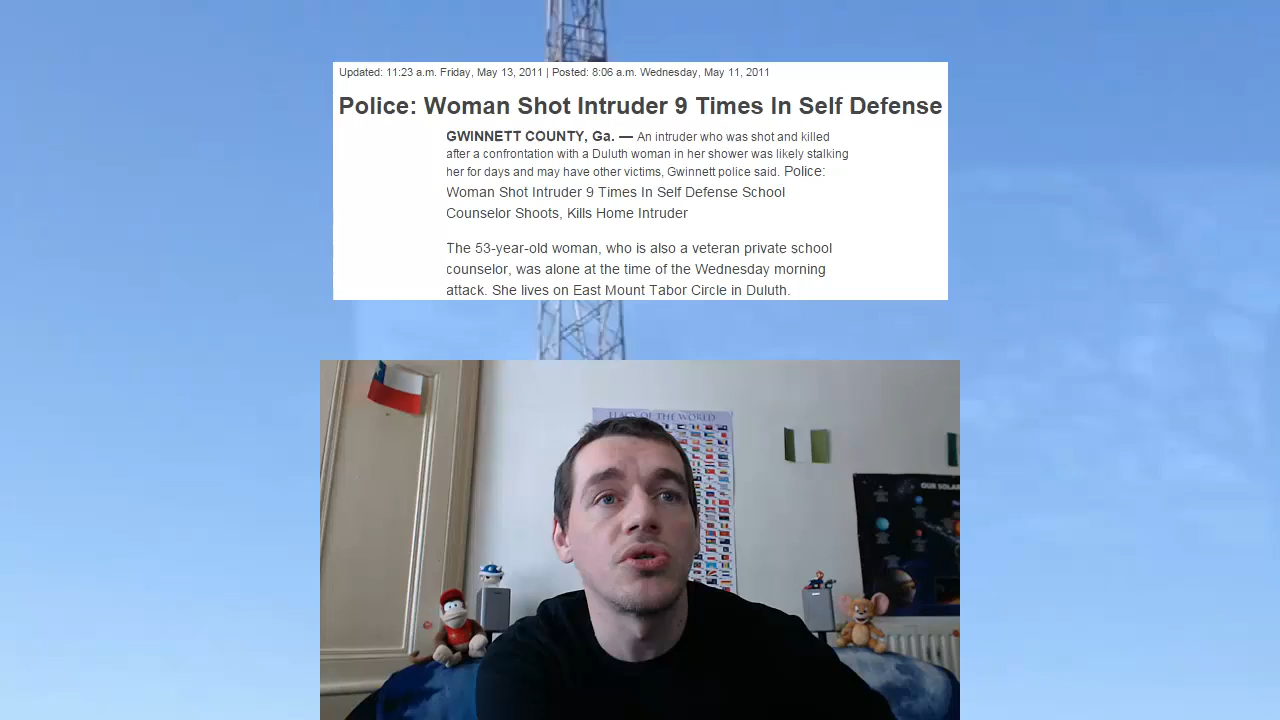 Updated: 11:23 a.m. Friday, May 13, 2011 | Posted: 8:06 a.m. Wednesday, May 11, 2011
Police: Woman Shot Intruder 9 Times In Self Defense
GWINNETT COUNTY, Ga. — An intruder who was shot and killed
after a confrontation with a Duluth woman in her shower was likely stalking
her for days and may have other victims, Gwinnett police said. Police:
Woman Shot Intruder 9 Times In Self Defense School
Counselor Shoots, Kills Home Intruder
The 53-year-old woman, who is also a veteran private school
counselor, was alone at the time of the Wednesday morning
attack. She lives on East Mount Tabor Circle in Duluth.
FLAGS OF THE WORLD
OUR SOLA